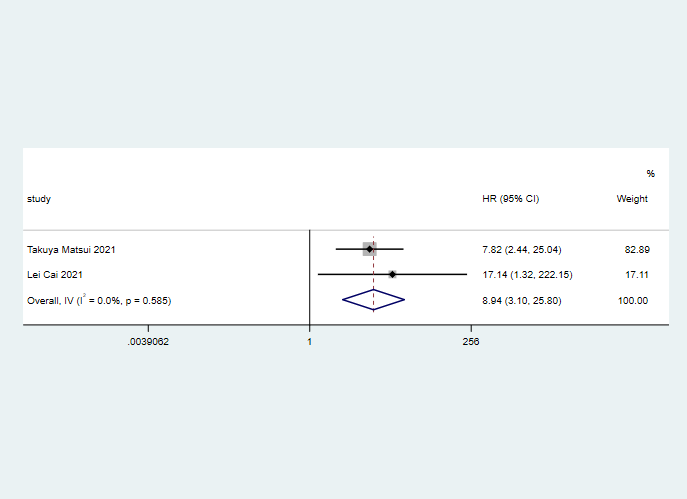 %
study HR (95% CI) Weight
Takuya Matsui 2021 7.82 (2.44, 25.04) 82.89
Lei Cai 2021 17.14 (1.32, 222.15) 17.11
Overall, IV (I² = 0.0%, p = 0.585) 8.94 (3.10, 25.80) 100.00
.0039062 1 256